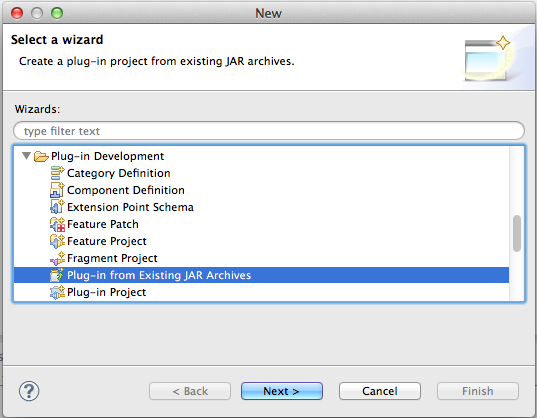 New
Select a wizard
Create a plug-in project from existing JAR archives.
Wizards:
type filter text
Plug-in Development
Category Definition
Component Definition
Extension Point Schema
Feature Patch
Feature Project
Fragment Project
Plug-in from Existing JAR Archives
Plug-in Project
?
< Back
Next >
Cancel
Finish